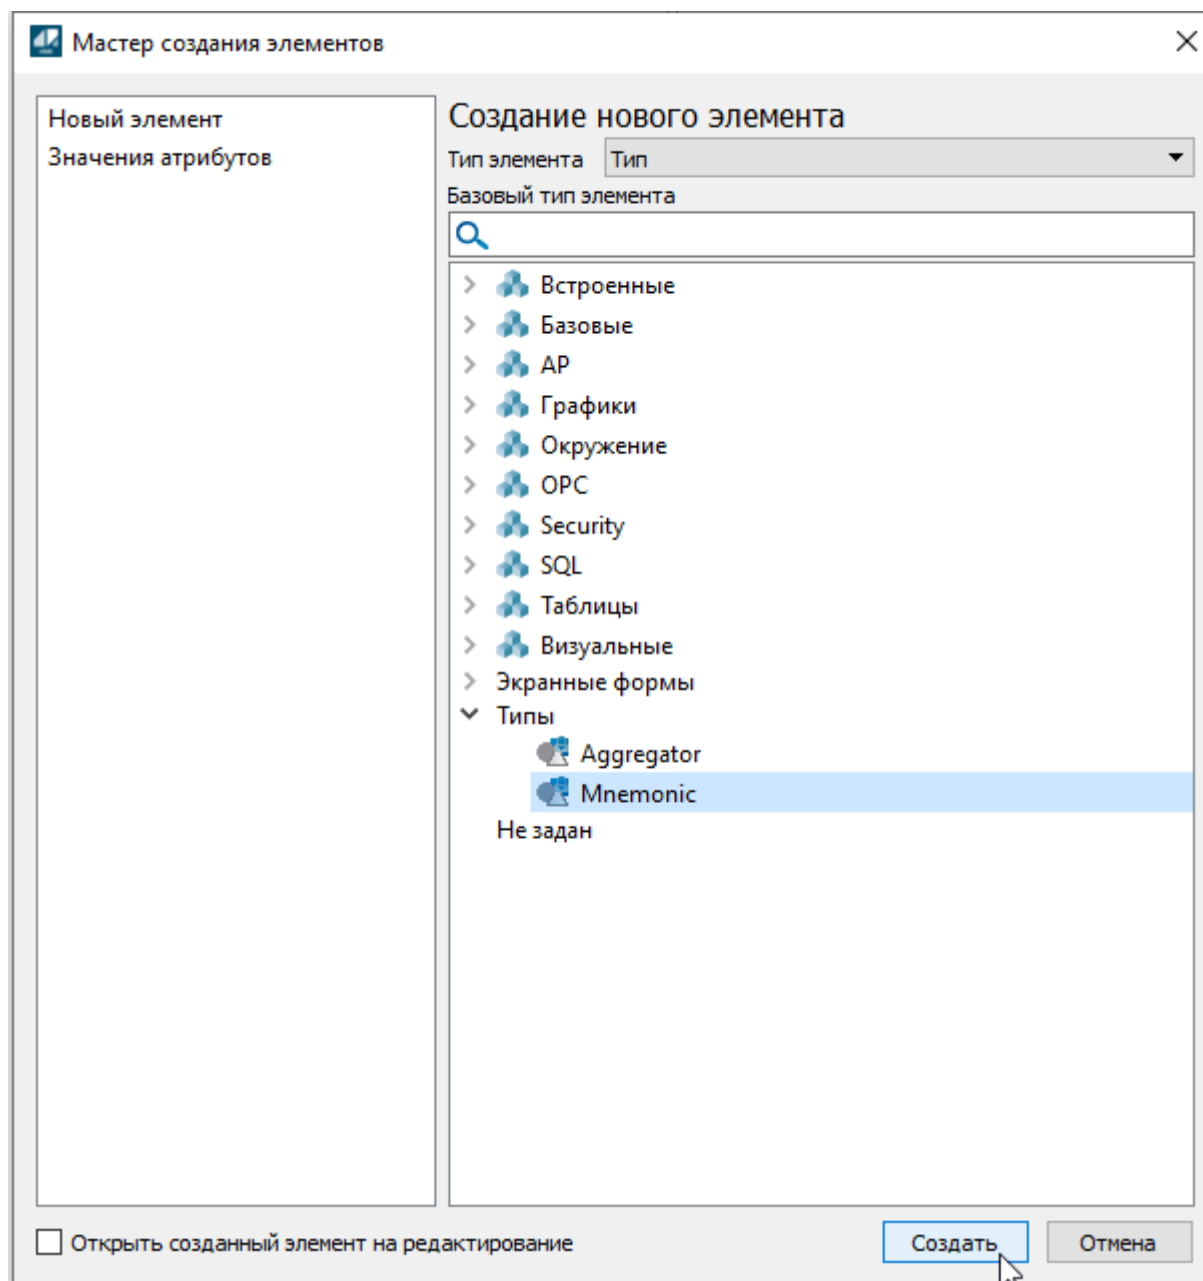 Мастер создания элементов
Новый элемент
Значения атрибутов
Создание нового элемента
Тип элемента Тип
Базовый тип элемента
Встроенные
Базовые
AP
Графики
Окружение
OPC
Security
SQL
Таблицы
Визуальные
Экранные формы
Типы
Aggregator
Mnemonic
Не задан
Открыть созданный элемент на редактирование
Создать Отмена